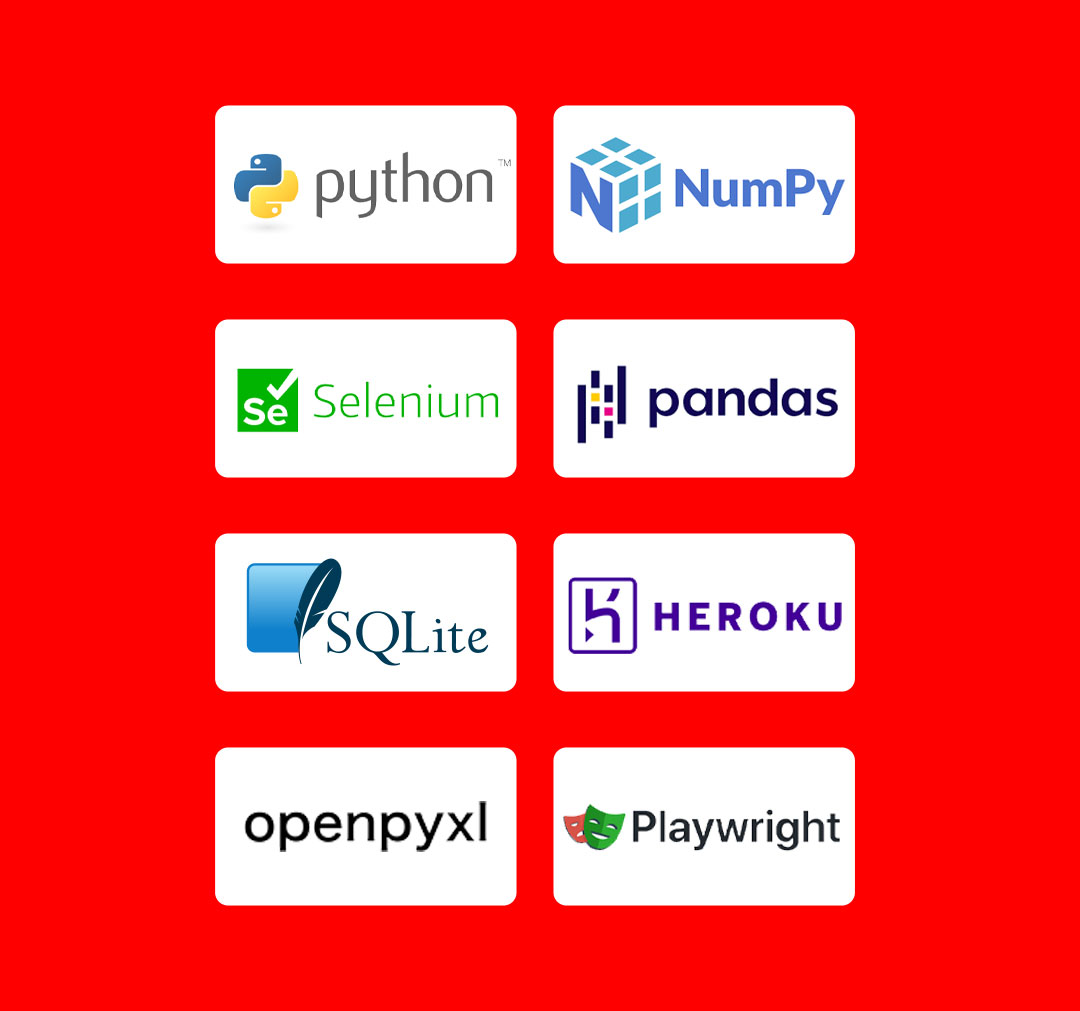 python™
NumPy
Se Selenium
pandas
SQLite
HEROKU
openpyxl
Playwright